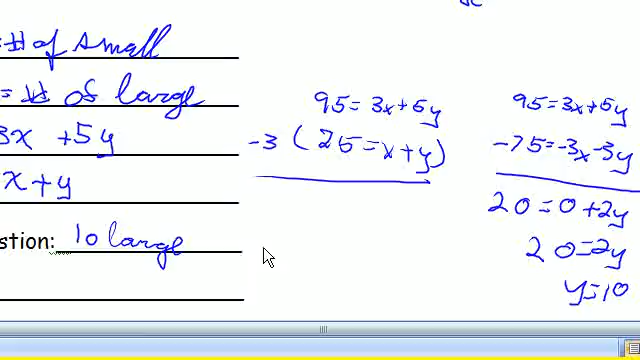 =# of small
= # of large
3x +5y
x+y
stion: 10 large
95=3x+5y
-3 (25=x+y)
95=3x+5y
-75=-3x-3y
20=0+2y
20=2y
y=10